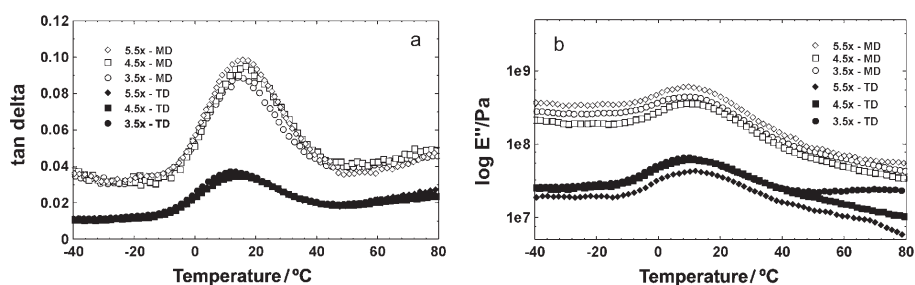 a
tan delta
0.12
0.10
0.08
0.06
0.04
0.02
0
5.5x - MD
4.5x - MD
3.5x - MD
5.5x - TD
4.5x - TD
3.5x - TD
-40
-20
0
20
40
60
80
Temperature / ºC
b
log E"/Pa
1e9
1e8
1e7
5.5x - MD
4.5x - MD
3.5x - MD
5.5x - TD
4.5x - TD
3.5x - TD
-40
-20
0
20
40
60
80
Temperature / ºC